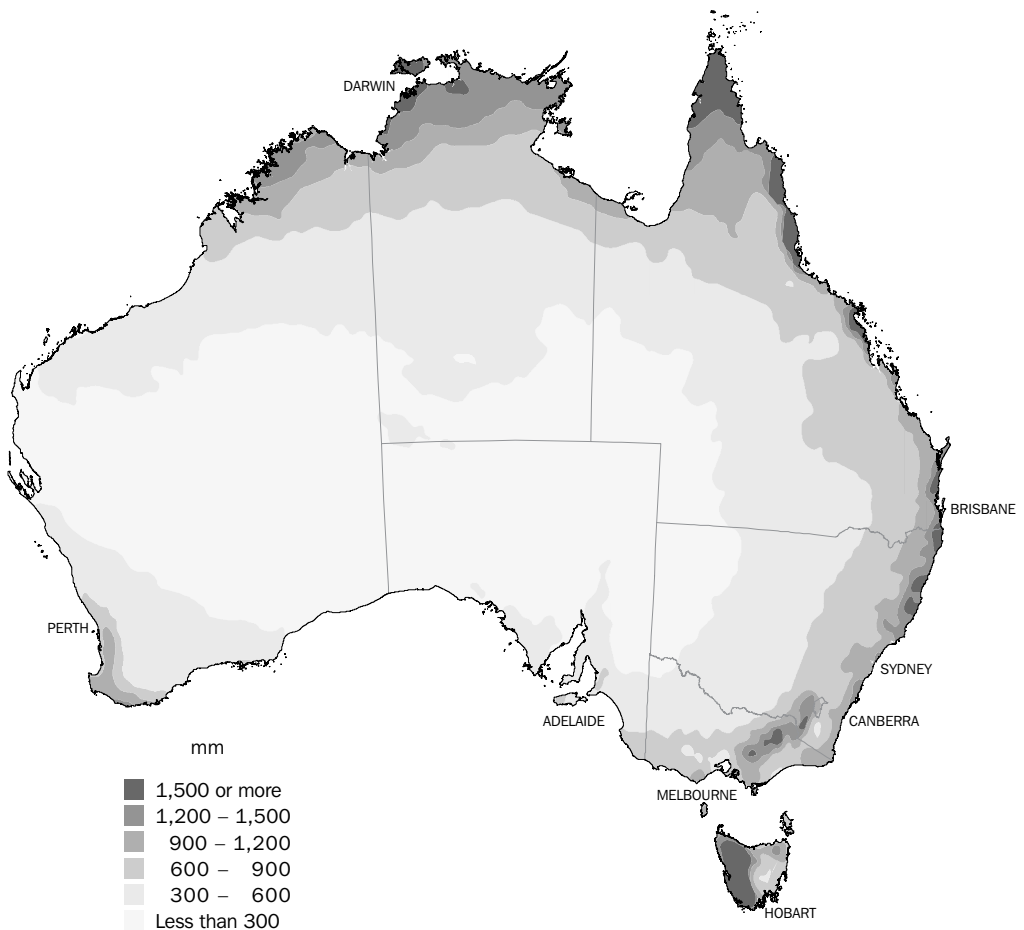 DARWIN
BRISBANE
PERTH
SYDNEY
ADELAIDE
CANBERRA
mm
1,500 or more
MELBOURNE
1,200 – 1,500
900 – 1,200
600 – 900
300 – 600
Less than 300
HOBART